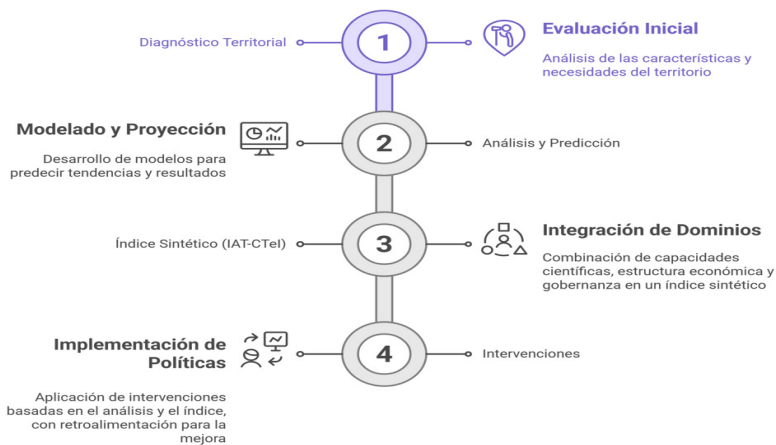 Diagnóstico Territorial
1
Evaluación Inicial
Análisis de las características y
necesidades del territorio
Modelado y Proyección
Desarrollo de modelos para
predecir tendencias y resultados
2
Análisis y Predicción
Índice Sintético (IAT-CTeI)
3
Integración de Dominios
Combinación de capacidades
científicas, estructura económica y
gobernanza en un índice sintético
Implementación de
Políticas
Aplicación de intervenciones
basadas en el análisis y el índice,
con retroalimentación para la
mejora
4
Intervenciones